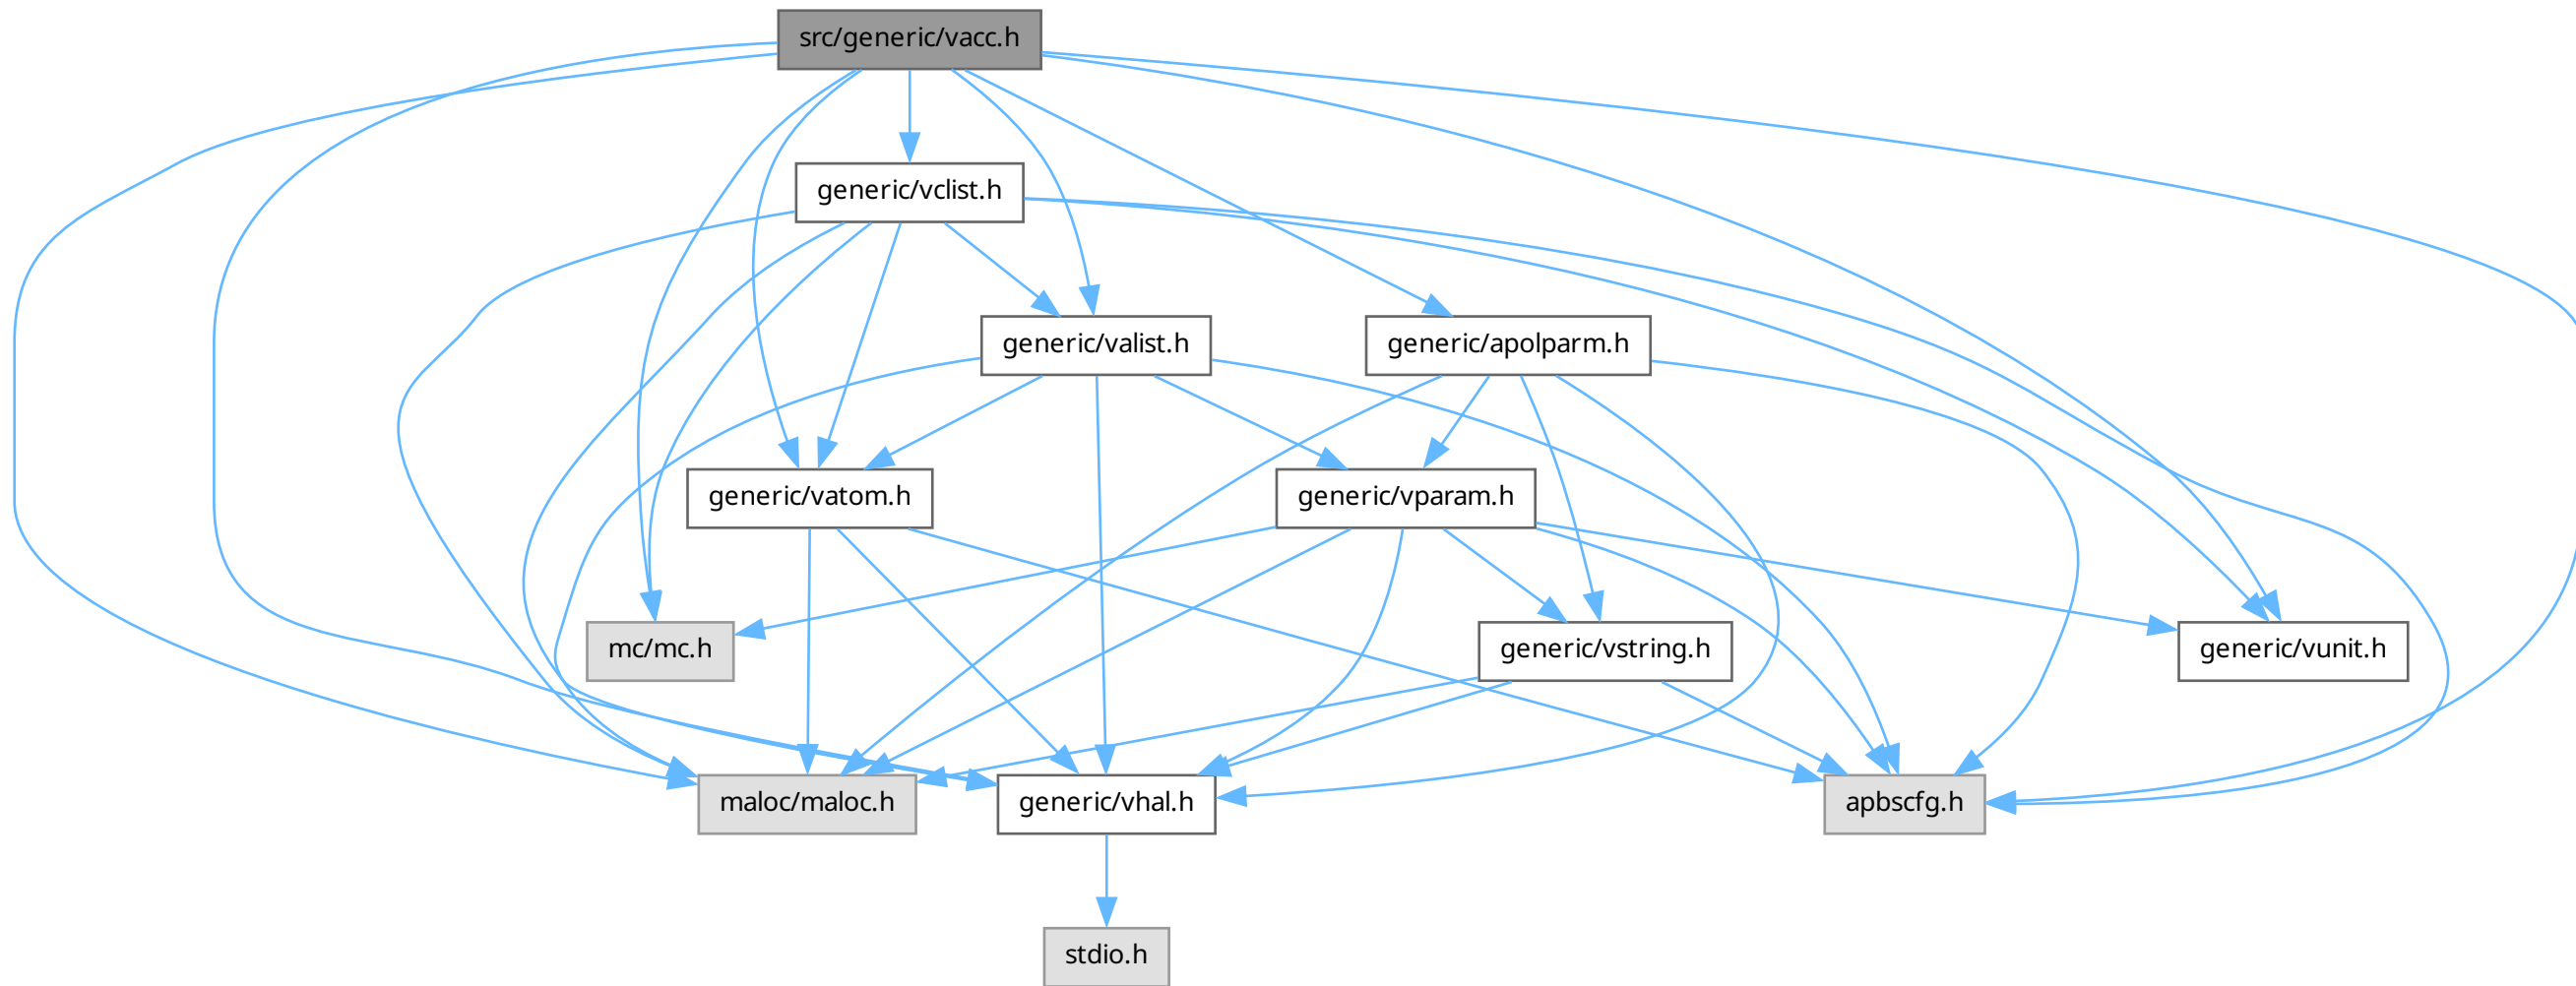 src/generic/vacc.h
generic/vclist.h
generic/valist.h
generic/apolparm.h
generic/vatom.h
generic/vparam.h
mc/mc.h
generic/vstring.h
generic/vunit.h
maloc/maloc.h
generic/vhal.h
apbscfg.h
stdio.h